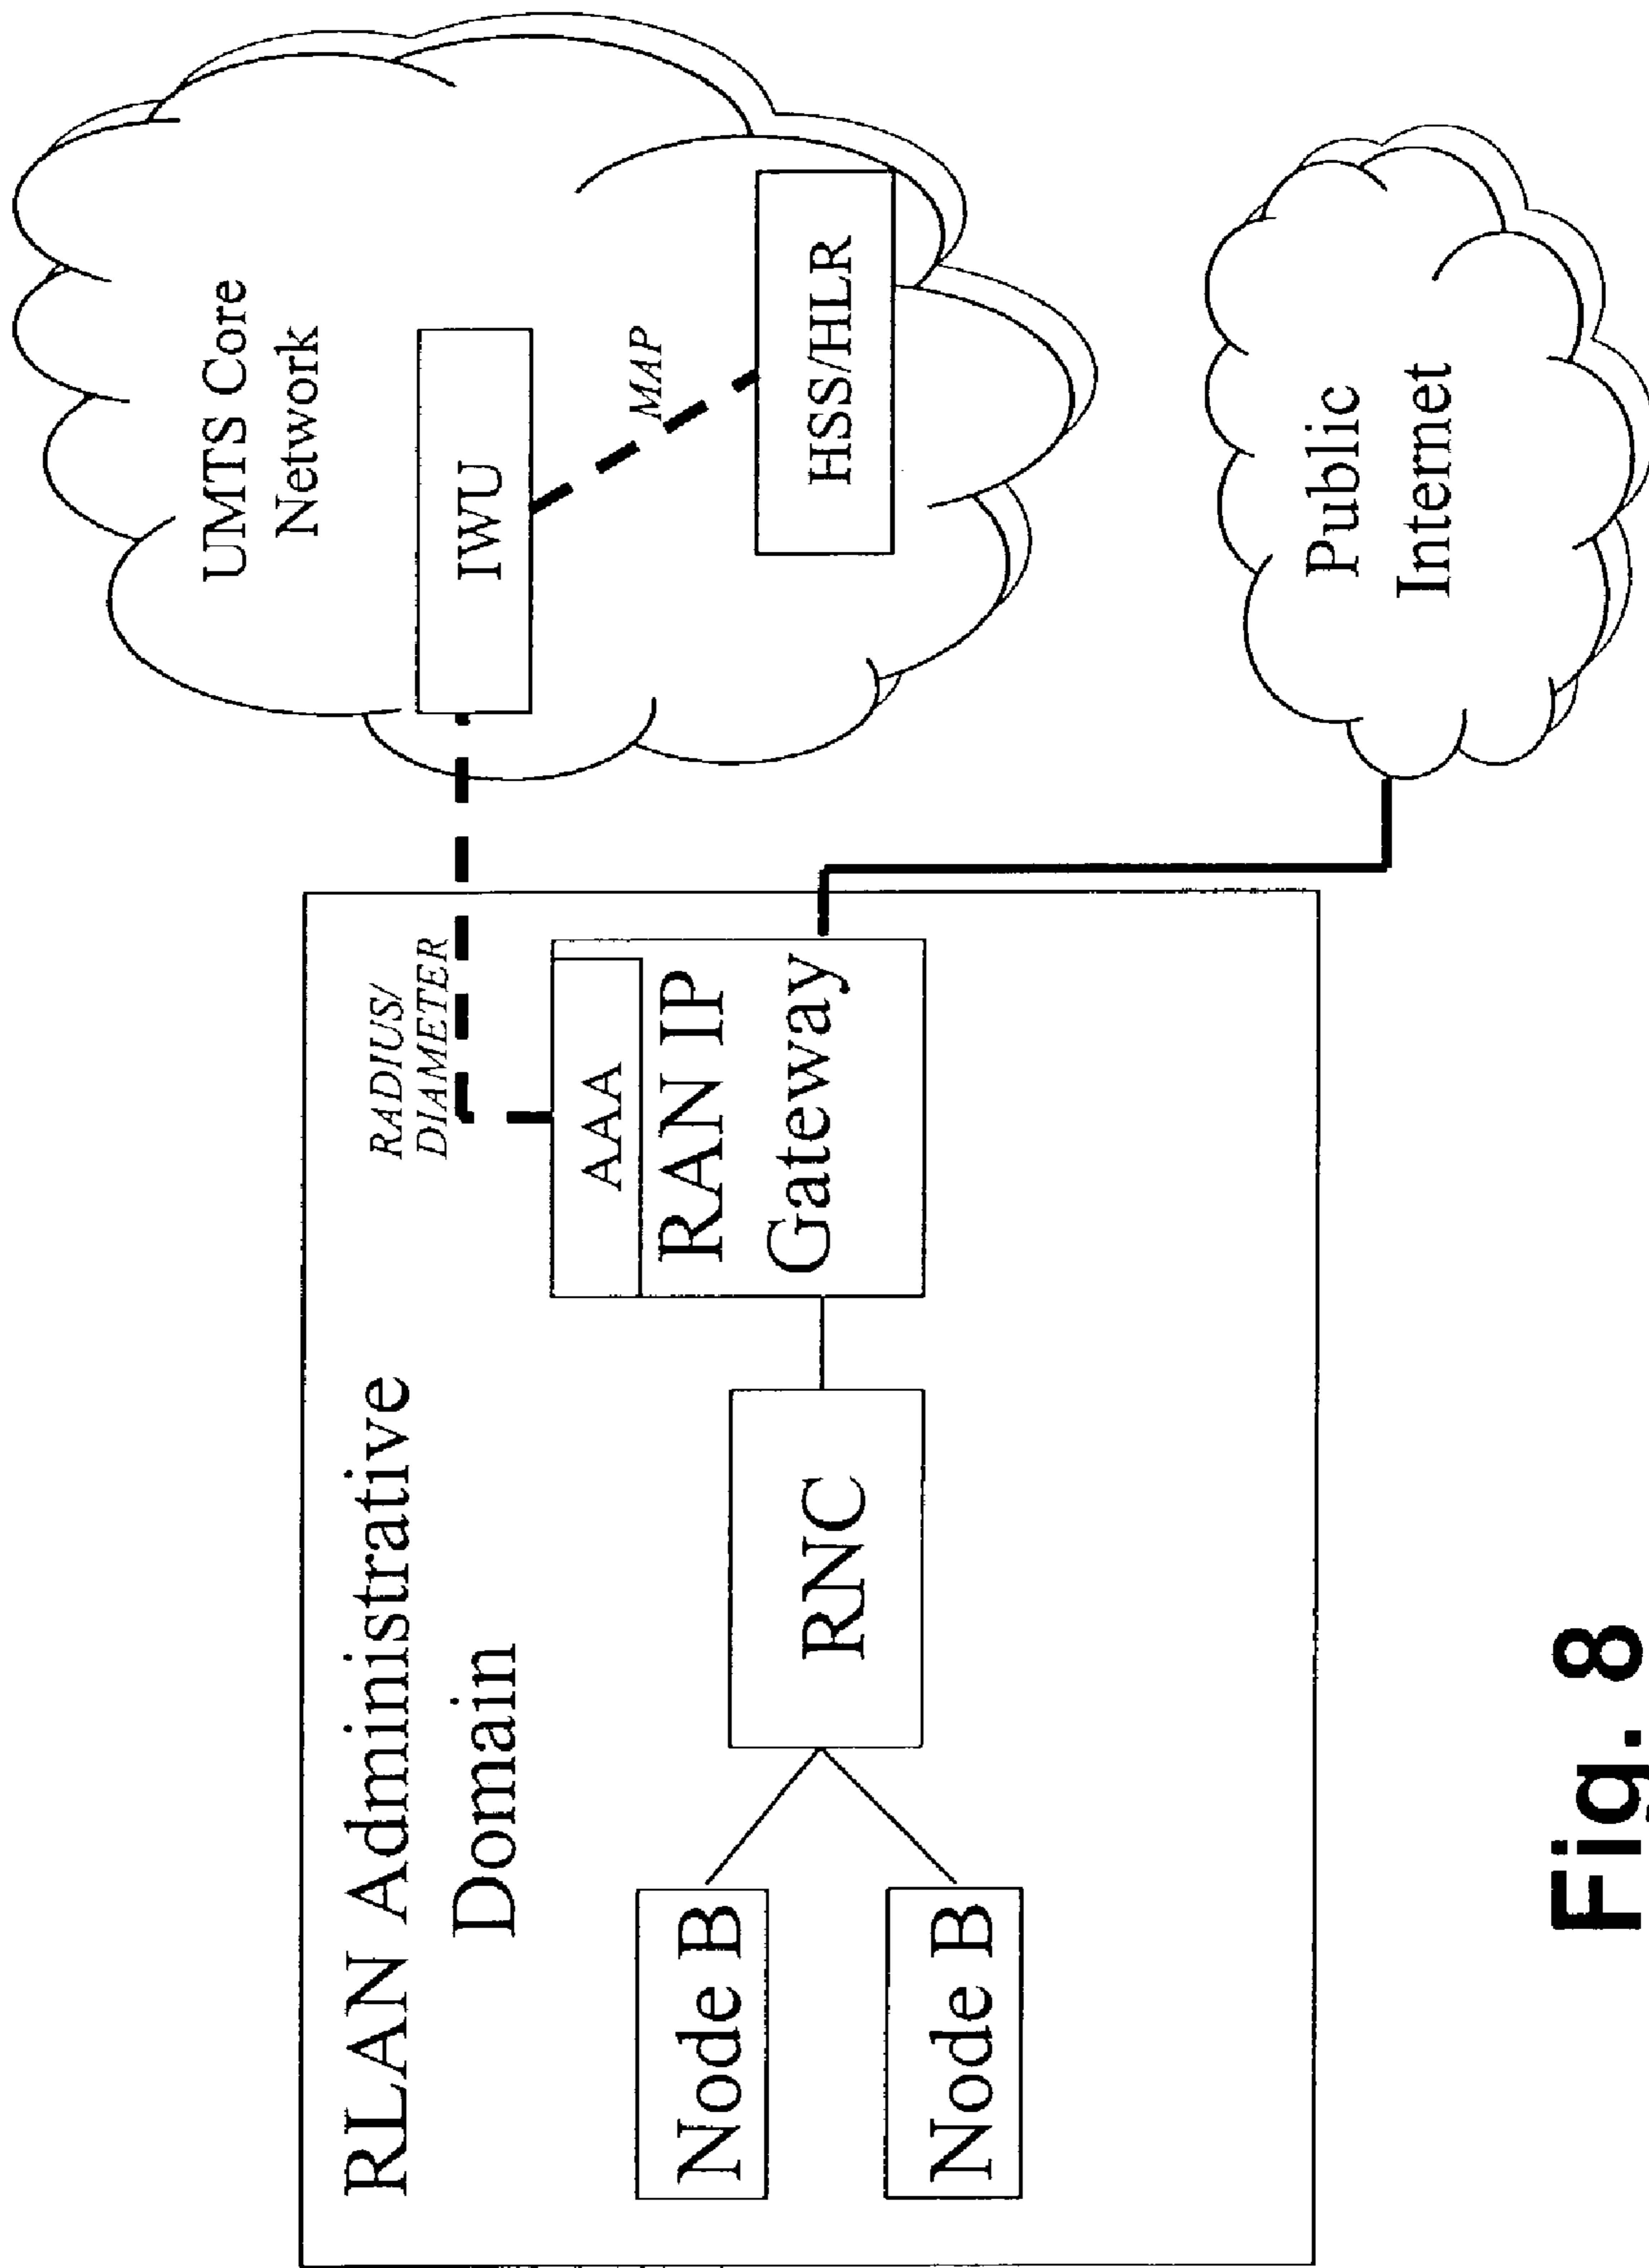 RLAN Administrative
Domain
Node B
Node B
RNC
RADIUS/
DIAMETER
AAA
RAN IP
Gateway
UMTS Core
Network
IWU
MAP
HSS/HLR
Public
Internet
Fig. 8